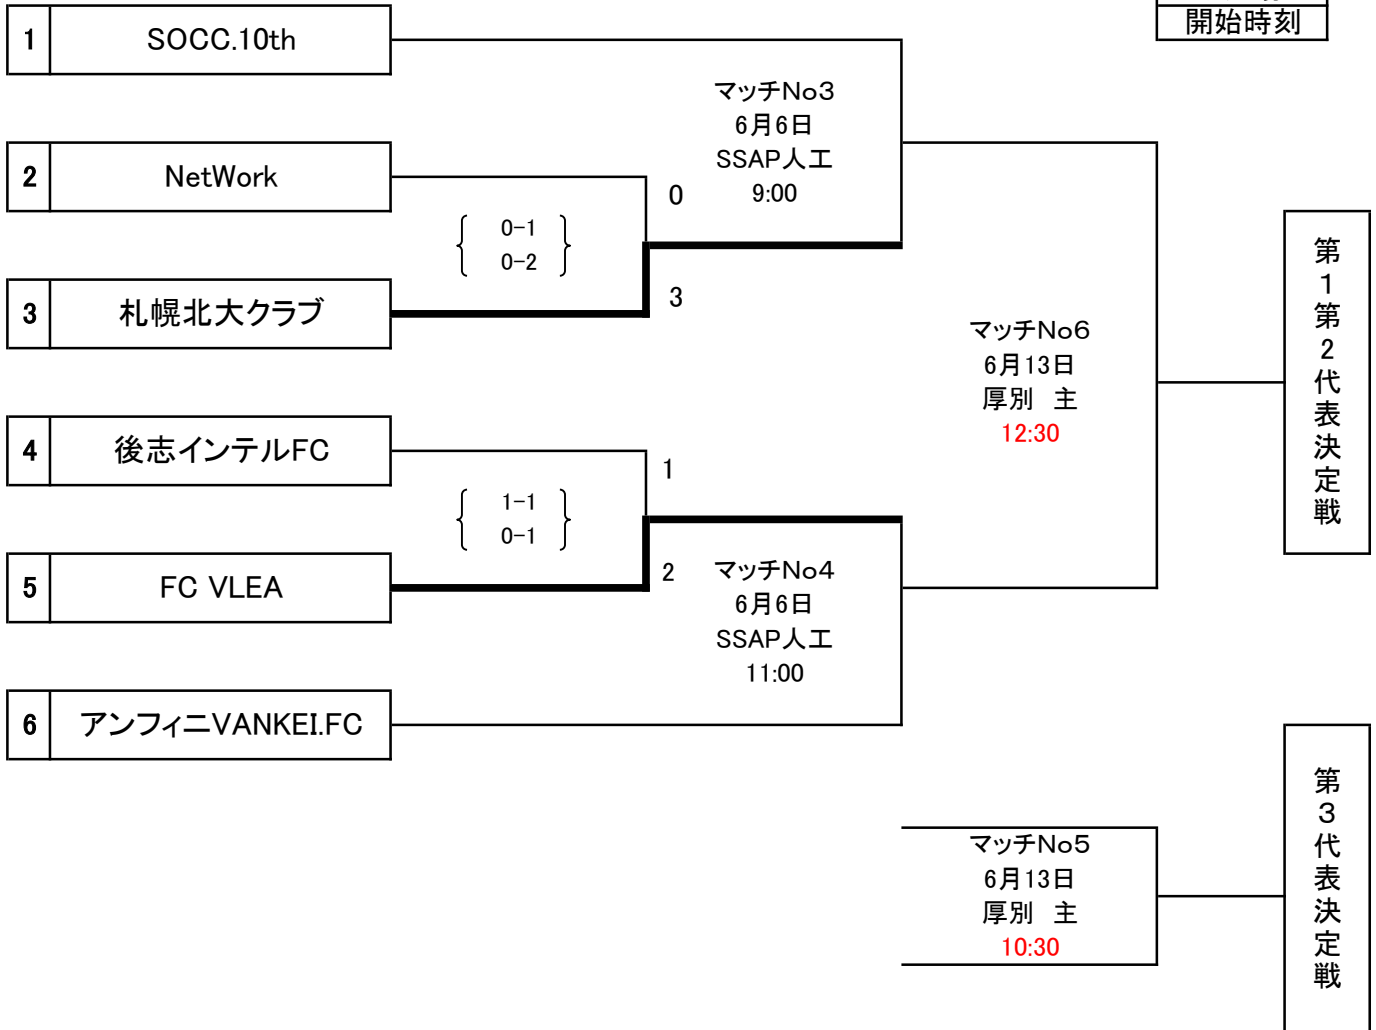 開始時刻
1 SOCC.10th
マッチNo3
6月6日
SSAP人工
9:00
2 NetWork
0
0-1
0-2
3 札幌北大クラブ
3
マッチNo6
6月13日
厚別 主
12:30
第1第2代表決定戦
4 後志インテルFC
1
1-1
0-1
5 FC VLEA
2
マッチNo4
6月6日
SSAP人工
11:00
6 アンフィニVANKEI.FC
マッチNo5
6月13日
厚別 主
10:30
第3代表決定戦